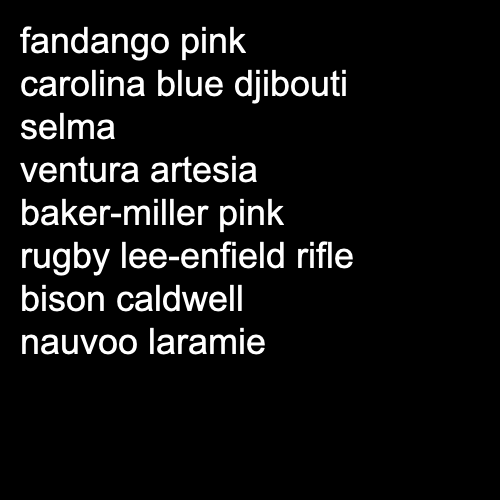 fandango pink
carolina blue djibouti
selma
ventura artesia
baker-miller pink
rugby lee-enfield rifle
bison caldwell
nauvoo laramie